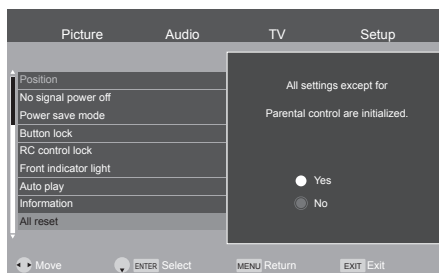 Picture Audio TV Setup
Position
No signal power off
Power save mode
Button lock
RC control lock
Front indicator light
Auto play
Information
All reset
All settings except for
Parental control are initialized.
Yes
No
Move ENTER Select MENU Return EXIT Exit